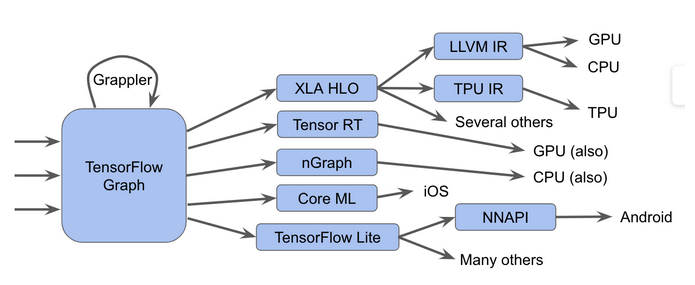 Grappler
TensorFlow
Graph
XLA HLO
LLVM IR
GPU
CPU
TPU IR
TPU
Several others
Tensor RT
GPU (also)
nGraph
CPU (also)
Core ML
iOS
TensorFlow Lite
NNAPI
Android
Many others